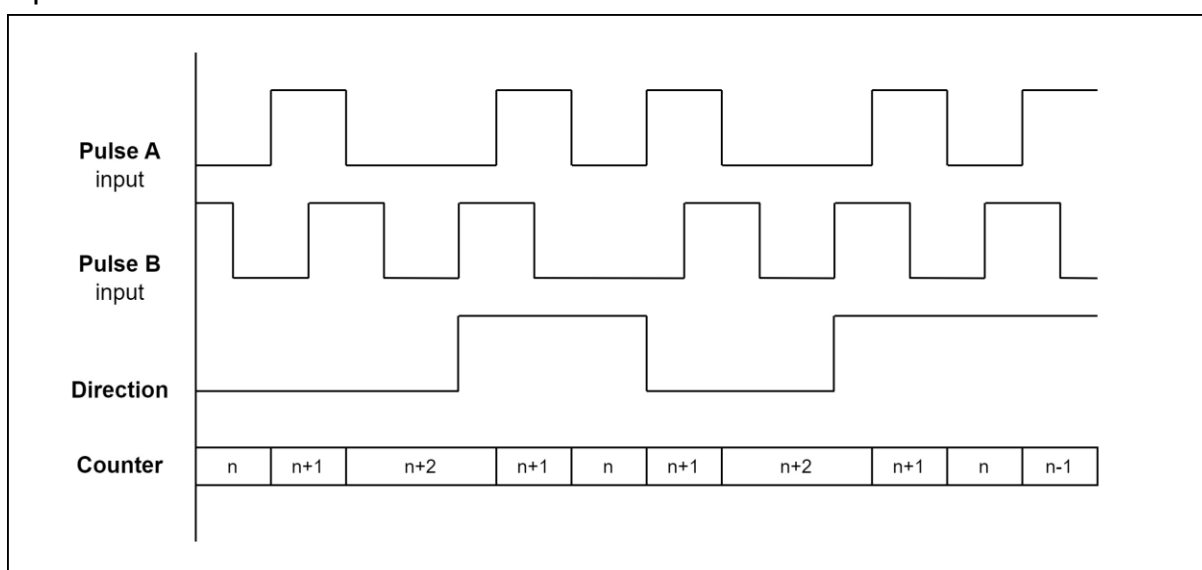 Pulse A
input
Pulse B
input
Direction
Counter n n+1 n+2 n+1 n n+1 n+2 n+1 n n-1